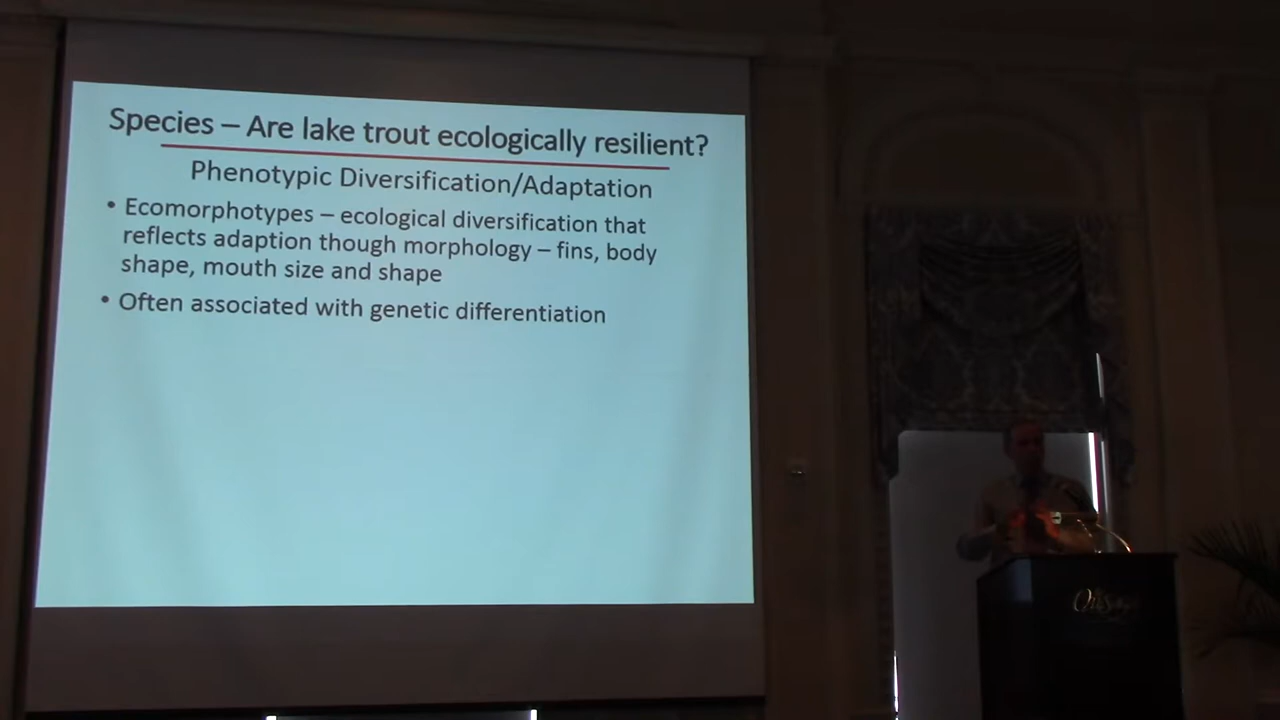 Species – Are lake trout ecologically resilient?
Phenotypic Diversification/Adaptation
• Ecomorphotypes – ecological diversification that
reflects adaption though morphology – fins, body
shape, mouth size and shape
• Often associated with genetic differentiation